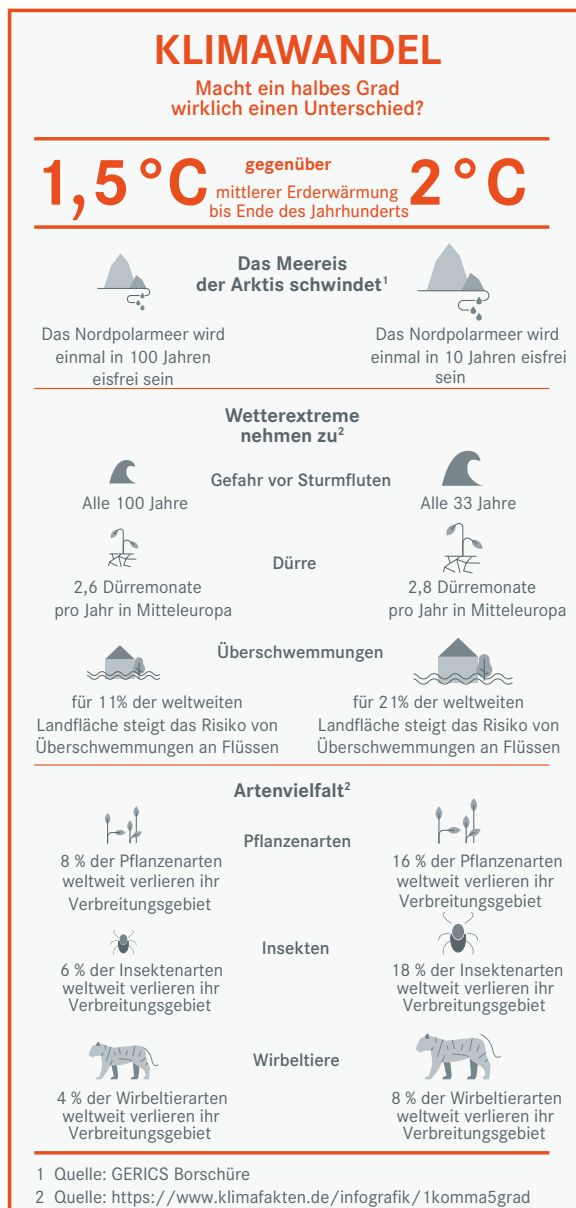 KLIMAWANDEL
Macht ein halbes Grad
wirklich einen Unterschied?
1,5 °C
gegenüber
mittlerer Erderwärmung
bis Ende des Jahrhunderts
2 °C
Das Meereis
der Arktis schwindet¹
Das Nordpolarmeer wird
einmal in 100 Jahren
eisfrei sein
Das Nordpolarmeer wird
einmal in 10 Jahren eisfrei
sein
Wetterextreme
nehmen zu²
Gefahr vor Sturmfluten
Alle 100 Jahre
Alle 33 Jahre
Dürre
2,6 Dürremonate
pro Jahr in Mitteleuropa
2,8 Dürremonate
pro Jahr in Mitteleuropa
Überschwemmungen
für 11% der weltweiten
Landfläche steigt das Risiko von
Überschwemmungen an Flüssen
für 21% der weltweiten
Landfläche steigt das Risiko von
Überschwemmungen an Flüssen
Artenvielfalt²
Pflanzenarten
8 % der Pflanzenarten
weltweit verlieren ihr
Verbreitungsgebiet
16 % der Pflanzenarten
weltweit verlieren ihr
Verbreitungsgebiet
Insekten
6 % der Insektenarten
weltweit verlieren ihr
Verbreitungsgebiet
18 % der Insektenarten
weltweit verlieren ihr
Verbreitungsgebiet
Wirbeltiere
4 % der Wirbeltierarten
weltweit verlieren ihr
Verbreitungsgebiet
8 % der Wirbeltierarten
weltweit verlieren ihr
Verbreitungsgebiet
1 Quelle: GERICS Borschüre
2 Quelle: https://www.klimafakten.de/infografik/1komma5grad